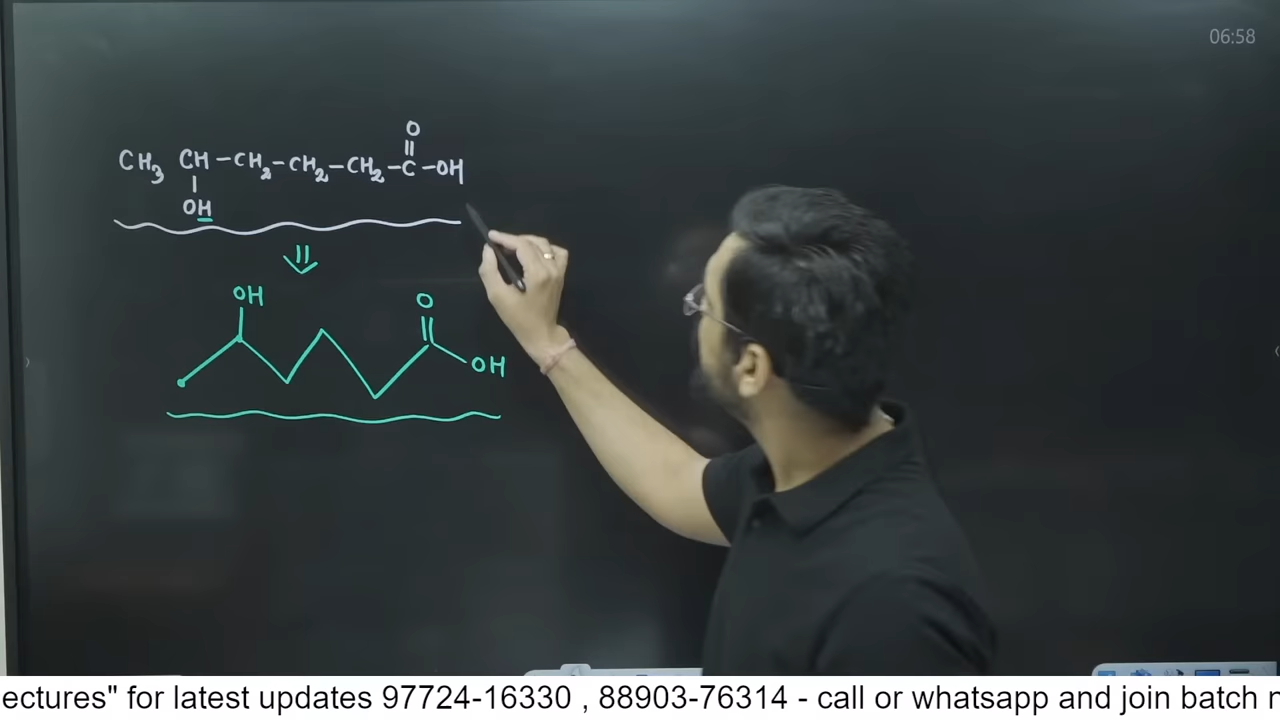 06:58
O
||
CH3 CH-CH2-CH2-CH2-C-OH
|
OH
OH
O
OH
ectures" for latest updates 97724-16330 , 88903-76314 - call or whatsapp and join batch n